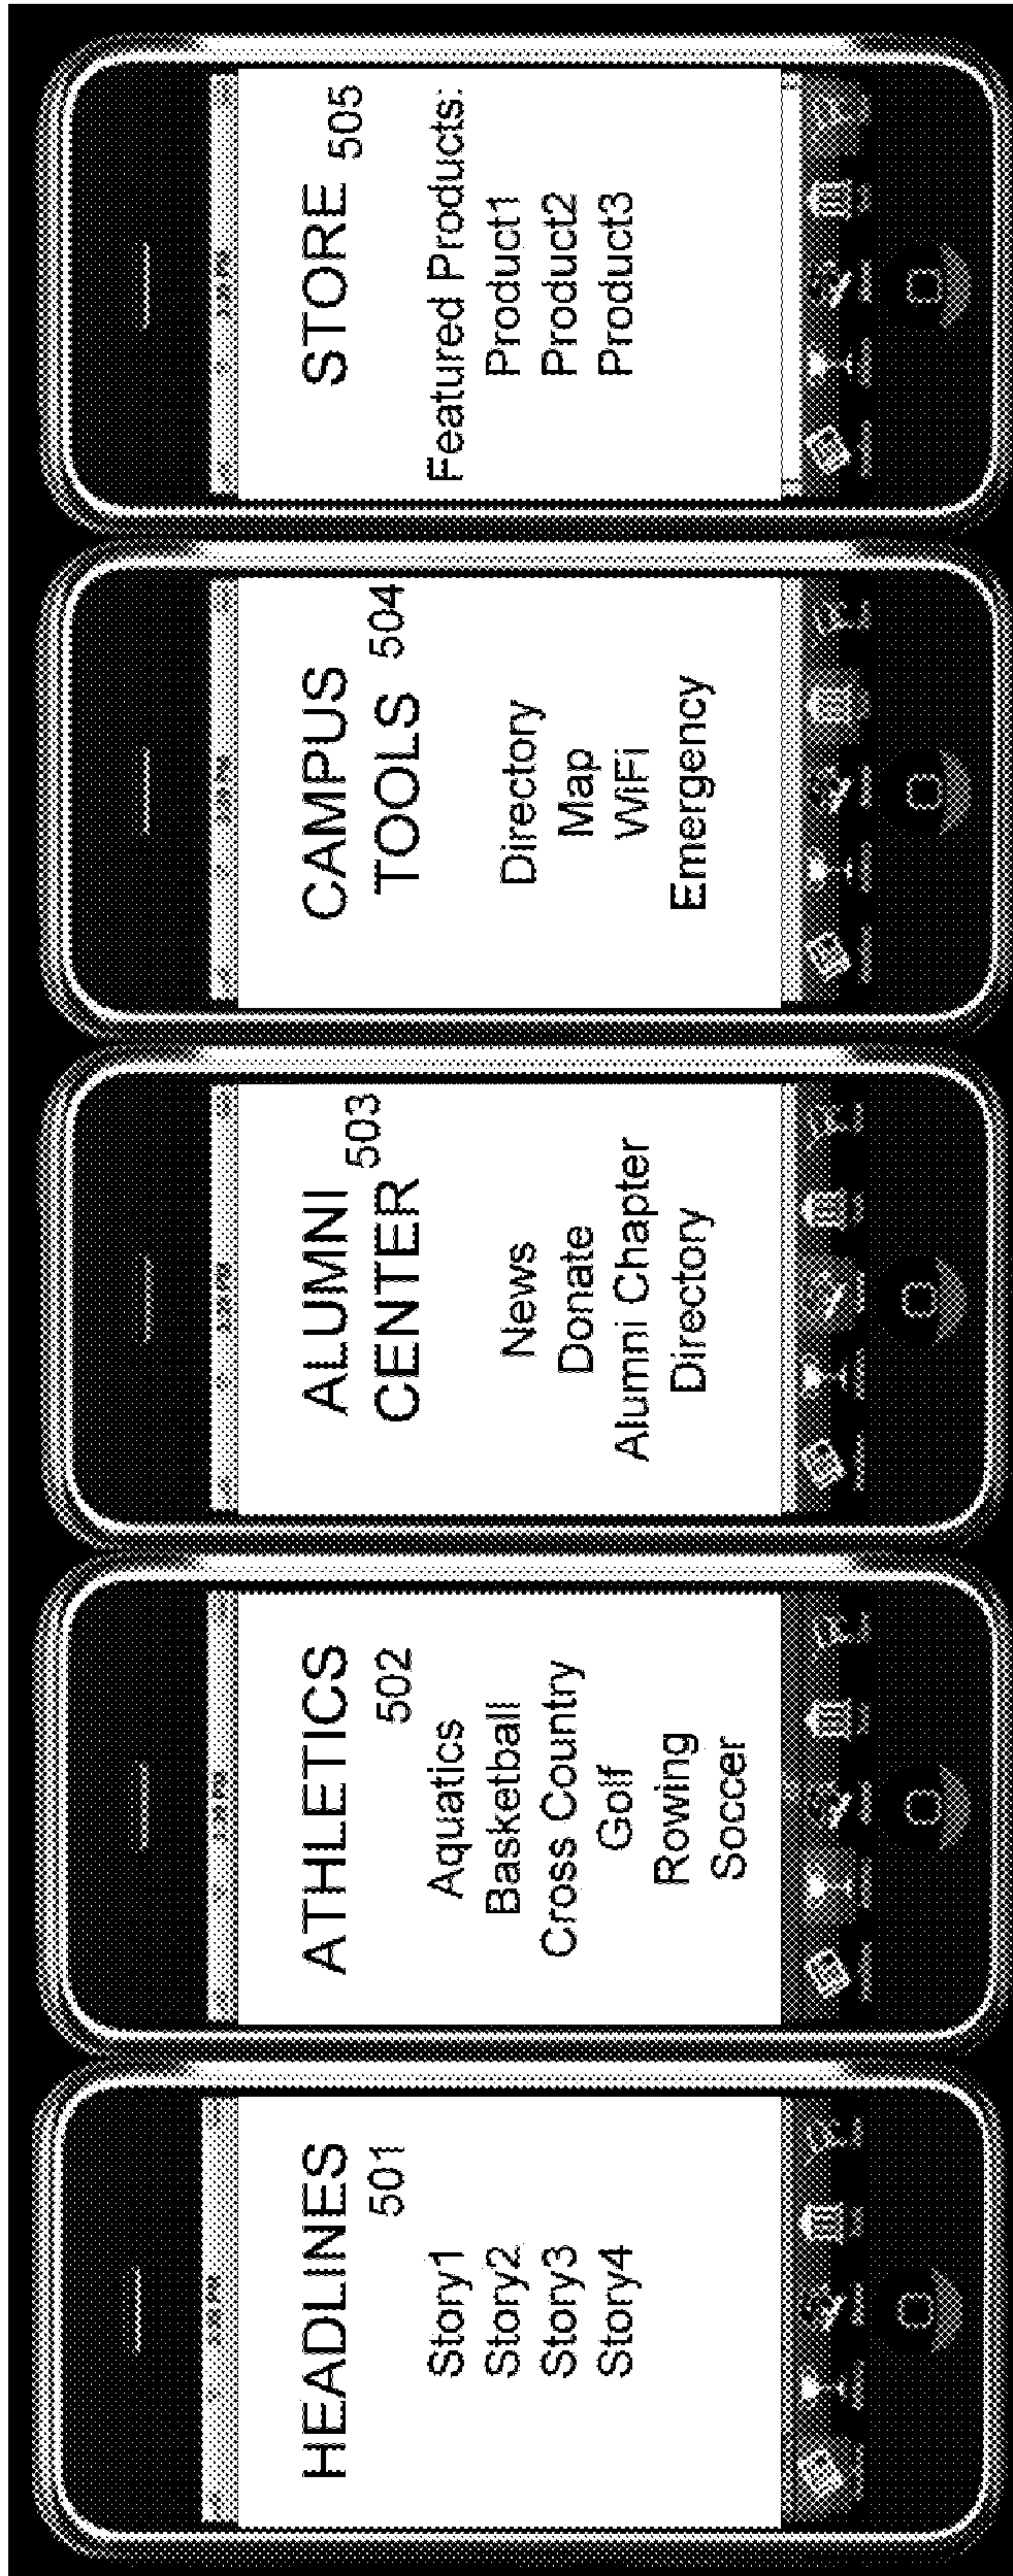 HEADLINES
501
Story1
Story2
Story3
Story4
ATHLETICS
502
Aquatics
Basketball
Cross Country
Golf
Rowing
Soccer
ALUMNI
CENTER 503
News
Donate
Alumni Chapter
Directory
CAMPUS
TOOLS 504
Directory
Map
WiFi
Emergency
STORE 505
Featured Products:
Product1
Product2
Product3